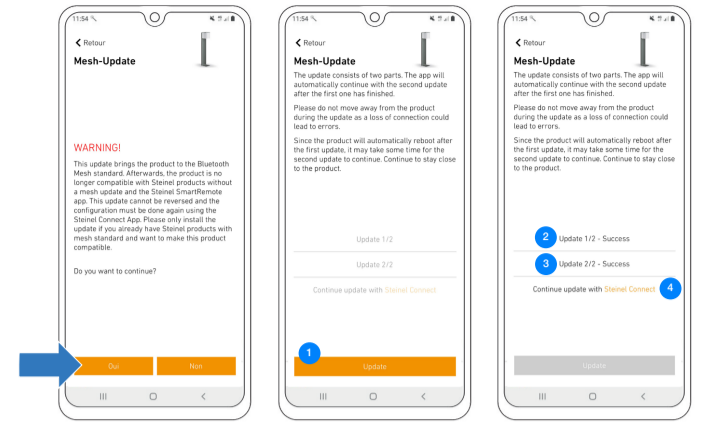 11:54
Retour
Mesh-Update
WARNING!
This update brings the product to the Bluetooth
Mesh standard. Afterwards, the product is no
longer compatible with Steinel products without
a mesh update and the Steinel SmartRemote
app. This update cannot be reversed and the
configuration must be done again using the
Steinel Connect App. Please only install the
update if you already have Steinel products with
mesh standard and want to make this product
compatible.
Do you want to continue?
Oui
Non
11:54
Retour
Mesh-Update
The update consists of two parts. The app will
automatically continue with the second update
after the first one has finished.
Please do not move away from the product
during the update as a loss of connection could
lead to errors.
Since the product will automatically reboot after
the first update, it may take some time for the
second update to continue. Continue to stay close
to the product.
Update 1/2
Update 2/2
Continue update with Steinel Connect
1
Update
11:54
Retour
Mesh-Update
The update consists of two parts. The app will
automatically continue with the second update
after the first one has finished.
Please do not move away from the product
during the update as a loss of connection could
lead to errors.
Since the product will automatically reboot after
the first update, it may take some time for the
second update to continue. Continue to stay close
to the product.
2 Update 1/2 - Success
3 Update 2/2 - Success
Continue update with Steinel Connect 4
Update